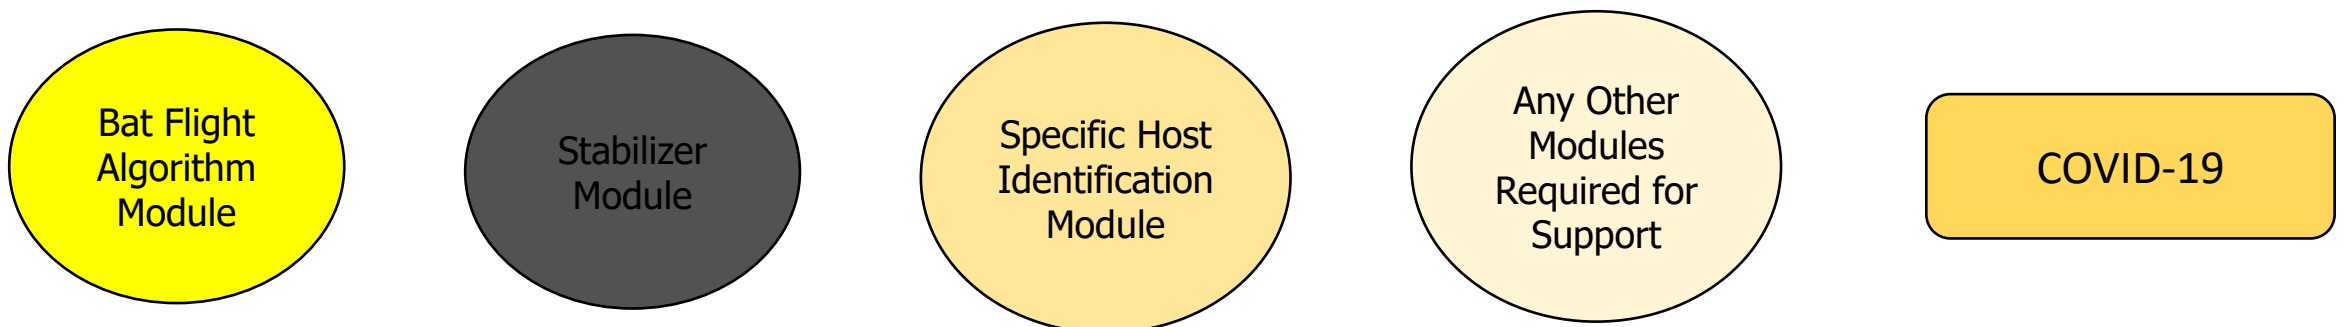 Bat Flight
Algorithm
Module
Stabilizer
Module
Specific Host
Identification
Module
Any Other
Modules
Required for
Support
COVID-19